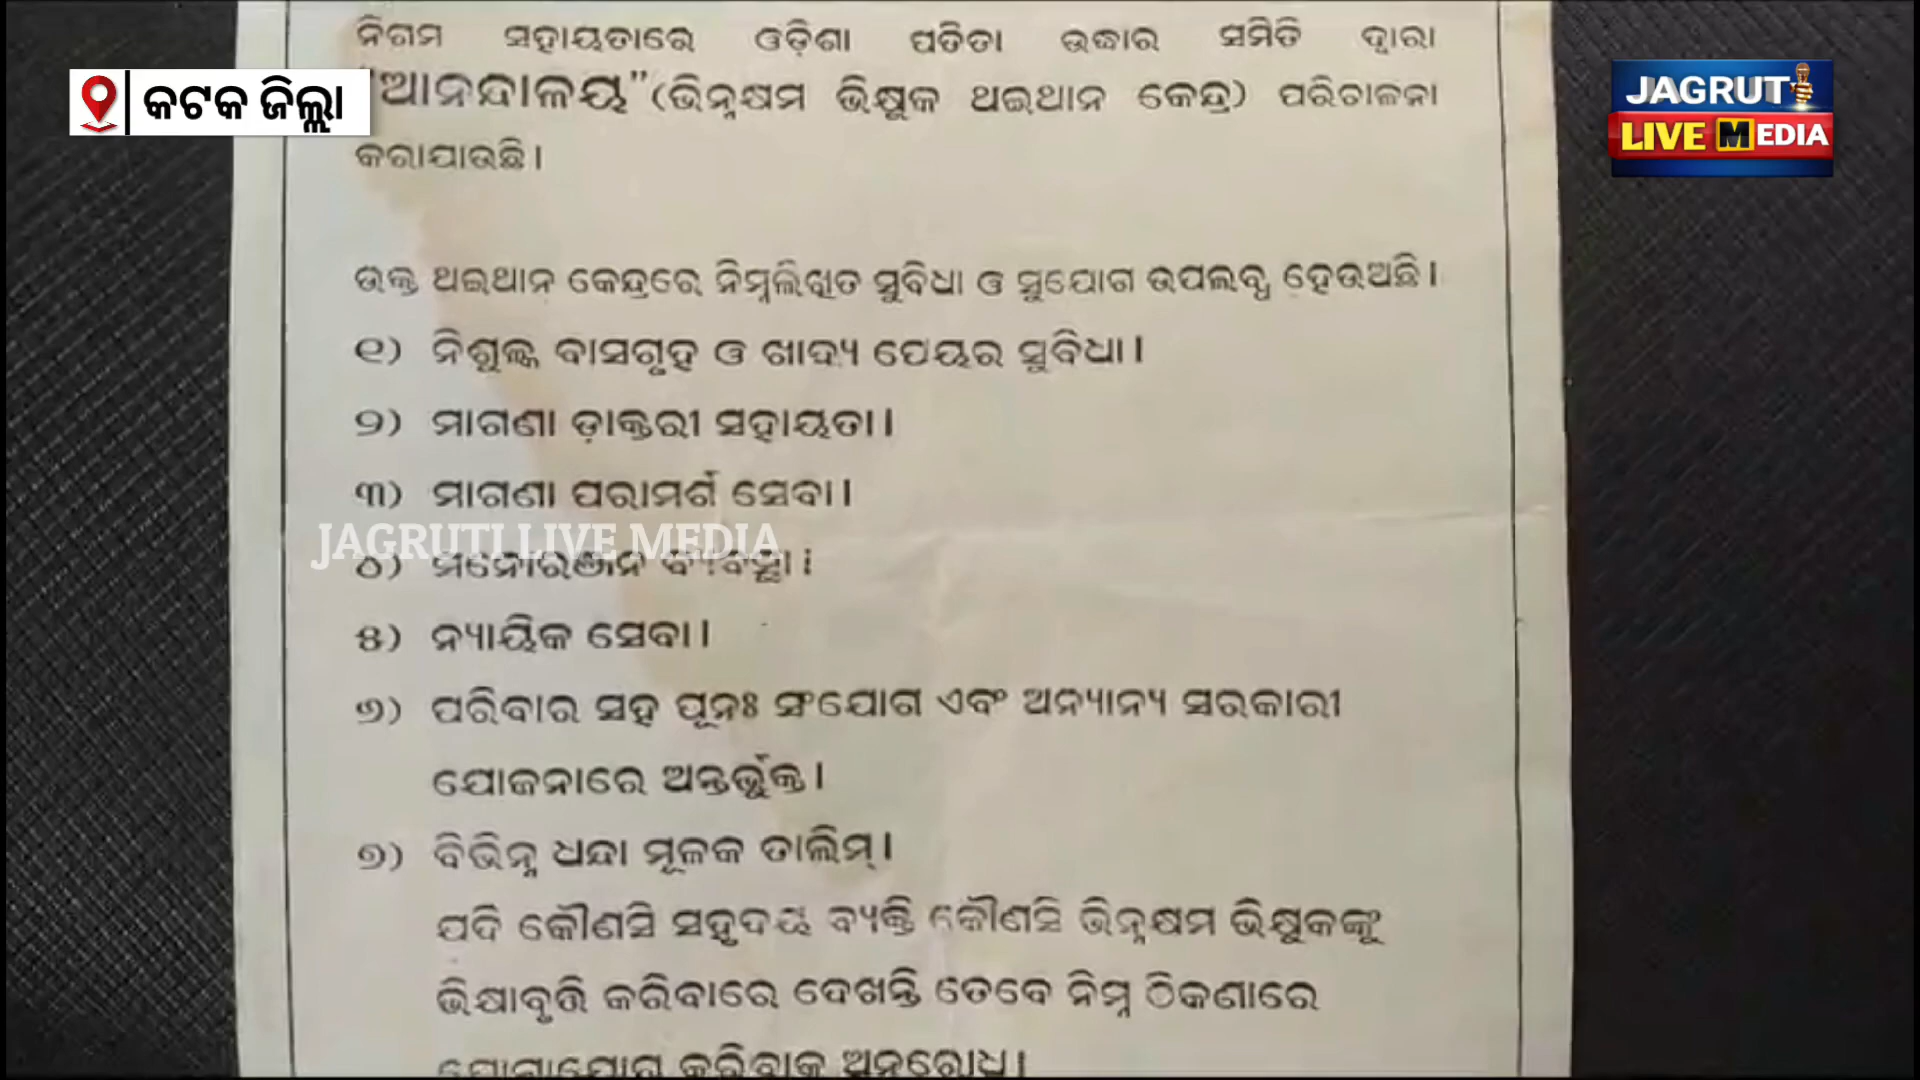 ନିଗମ ସହାୟତାରେ ଓଡ଼ିଶା ପତିତା ଉଦ୍ଧାର ସମିତି ଦ୍ୱାରା
"ଆନନ୍ଦାଳୟ"(ଭିନ୍ନକ୍ଷମ ଭିକ୍ଷୁକ ଥଇଥାନ କେନ୍ଦ୍ର) ପରିଚାଳନା
କରାଯାଉଛି।
କଟକ ଜିଲ୍ଲା
JAGRUTI
LIVE MEDIA
ଉକ୍ତ ଥଇଥାନ କେନ୍ଦ୍ରରେ ନିମ୍ନଲିଖିତ ସୁବିଧା ଓ ସୁଯୋଗ ଉପଲବ୍ଧ ହେଉଅଛି।
୧) ନିଶୁଳ୍କ ବାସଗୃହ ଓ ଖାଦ୍ୟ ପେୟର ସୁବିଧା।
୨) ମାଗଣା ଡ଼ାକ୍ତରୀ ସହାୟତା।
୩) ମାଗଣା ପରାମର୍ଶ ସେବା।
JAGRUTI LIVE MEDIA
୪) ମନୋରଞ୍ଜନ ବ୍ୟବସ୍ଥା।
୫) ନ୍ୟାୟିକ ସେବା।
୬) ପରିବାର ସହ ପୂନଃ ସଂଯୋଗ ଏବଂ ଅନ୍ୟାନ୍ୟ ସରକାରୀ
ଯୋଜନାରେ ଅନ୍ତର୍ଭୁକ୍ତ।
୭) ବିଭିନ୍ନ ଧନ୍ଦା ମୂଳକ ତାଲିମ୍।
ଯଦି କୌଣସି ସହୃଦୟ ବ୍ୟକ୍ତି କୌଣସି ଭିନ୍ନକ୍ଷମ ଭିକ୍ଷୁକଙ୍କୁ
ଭିକ୍ଷାବୃତ୍ତି କରିବାରେ ଦେଖନ୍ତି ତେବେ ନିମ୍ନ ଠିକଣାରେ
ଯୋଗାଯୋଗ କରିବାକୁ ଅନୁରୋଧ।